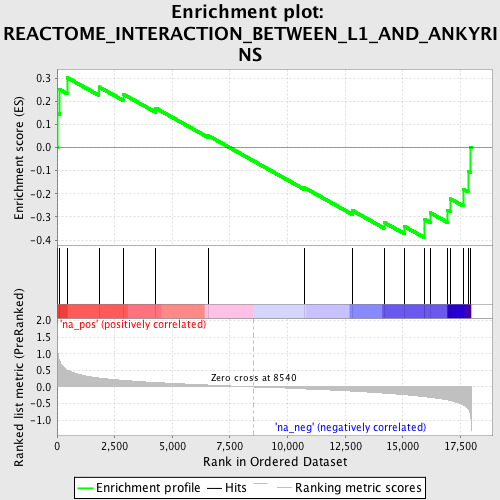 Enrichment plot:
REACTOME_INTERACTION_BETWEEN_L1_AND_ANKYRI
NS
Enrichment score (ES)
0.3
0.2
0.1
0.0
-0.1
-0.2
-0.3
-0.4
'na_pos' (positively correlated)
Ranked list metric (PreRanked)
2.0
1.5
1.0
0.5
0.0
-0.5
-1.0
Zero cross at 8540
'na_neg' (negatively correlated)
0 2,500 5,000 7,500 10,000 12,500 15,000 17,500
Rank in Ordered Dataset
Enrichment profile Hits Ranking metric scores